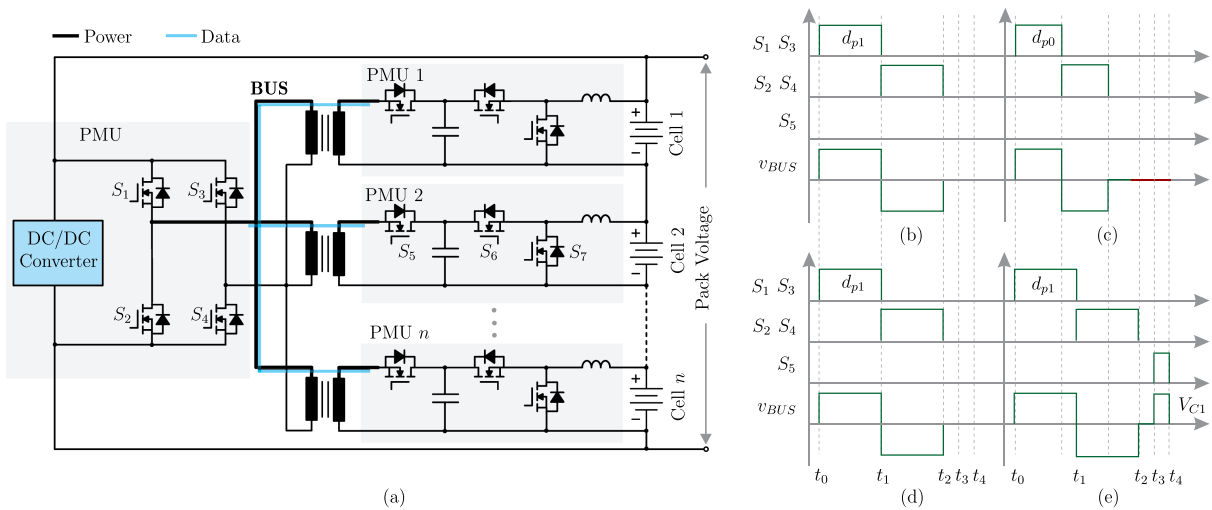 Power
Data
BUS
PMU
PMU 1
Cell 1
S1
S3
DC/DC
Converter
S2
S4
PMU 2
S5
S6
S7
Cell 2
Pack Voltage
PMU n
Cell n
(a)
S1 S3
dp1
S2 S4
S5
vBUS
(b)
dp0
(c)
S1 S3
dp1
S2 S4
S5
vBUS
t0
t1
t2
t3
t4
(d)
dp1
VC1
t0
t1
t2
t3
t4
(e)